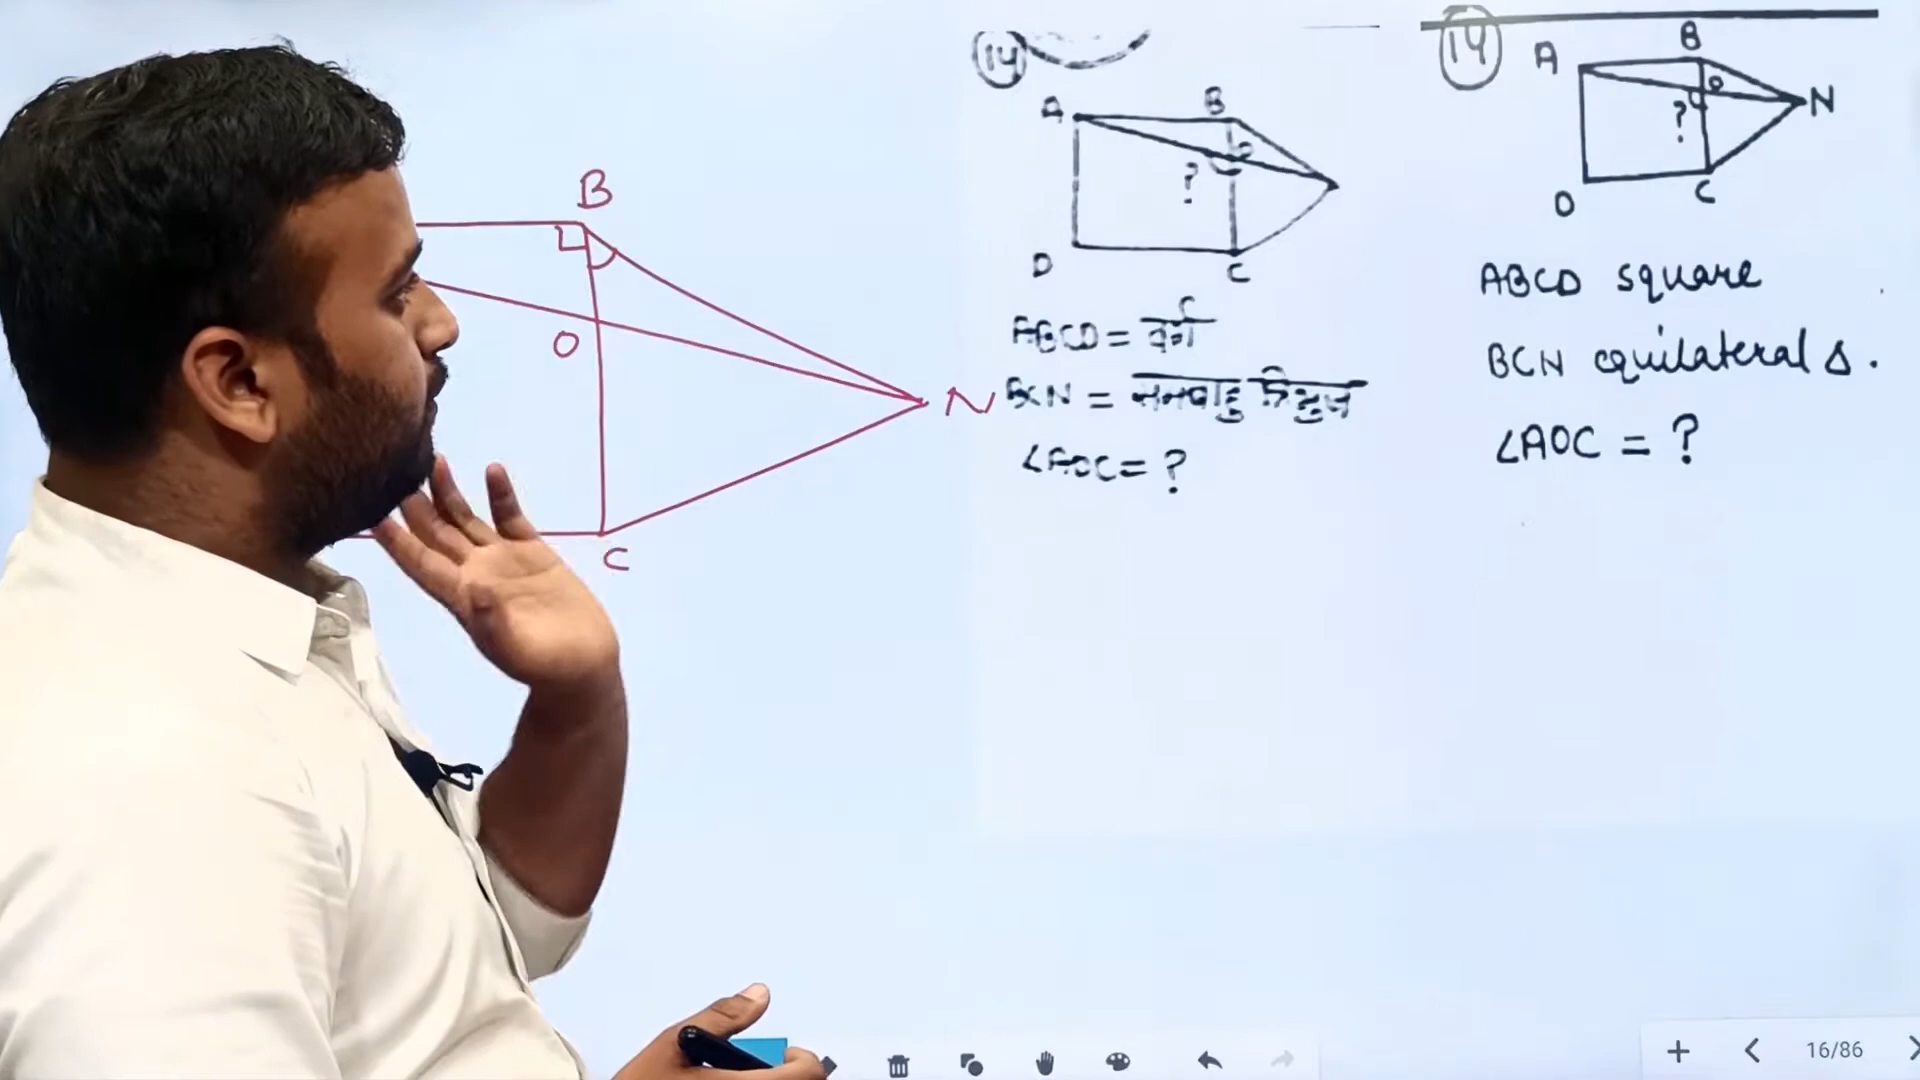 B
O
N
C
14
A
B
O
?
D
C
ABCD = वर्ग
BCN = समबाहु त्रिभुज
∠AOC = ?
14
A
B
O
N
?
D
C
ABCD square
BCN equilateral Δ.
∠AOC = ?
16/86